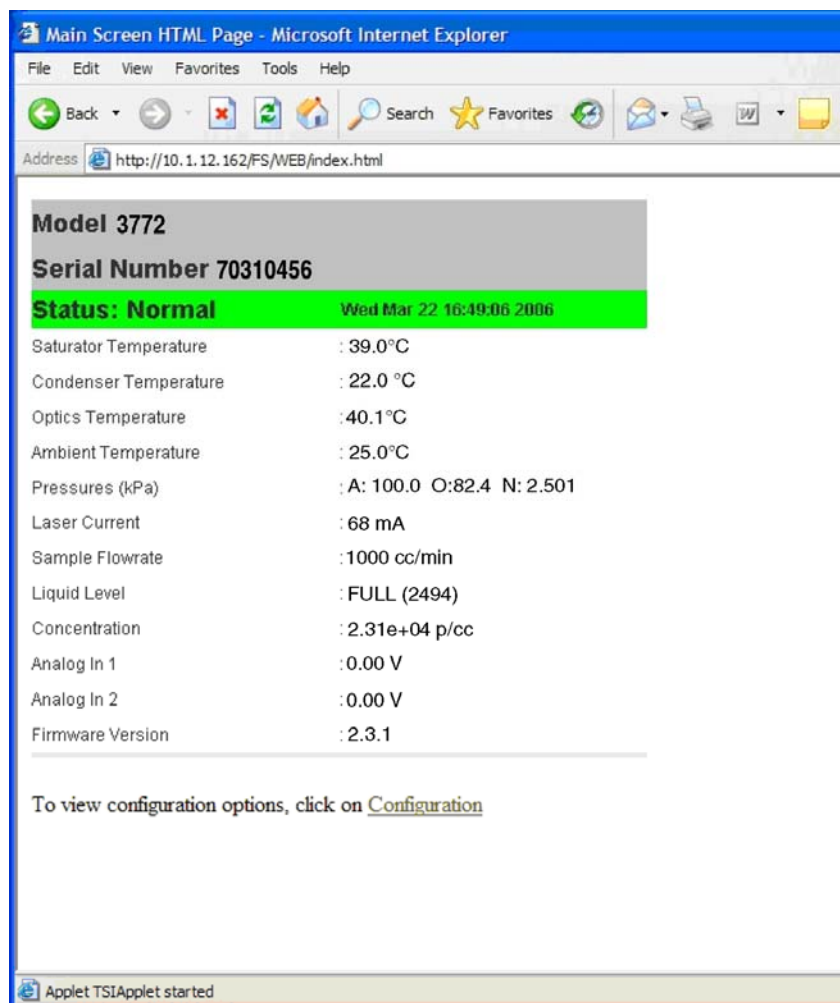 Main Screen HTML Page - Microsoft Internet Explorer
File Edit View Favorites Tools Help
Back Search Favorites W
Address http://10.1.12.162/FS/WEB/index.html
Model 3772
Serial Number 70310456
Status: Normal Wed Mar 22 16:49:06 2006
Saturator Temperature : 39.0°C
Condenser Temperature : 22.0 °C
Optics Temperature :40.1°C
Ambient Temperature : 25.0°C
Pressures (kPa) : A: 100.0 O:82.4 N: 2.501
Laser Current : 68 mA
Sample Flowrate :1000 cc/min
Liquid Level : FULL (2494)
Concentration : 2.31e+04 p/cc
Analog In 1 :0.00 V
Analog In 2 :0.00 V
Firmware Version : 2.3.1
To view configuration options, click on Configuration
Applet TSIApplet started